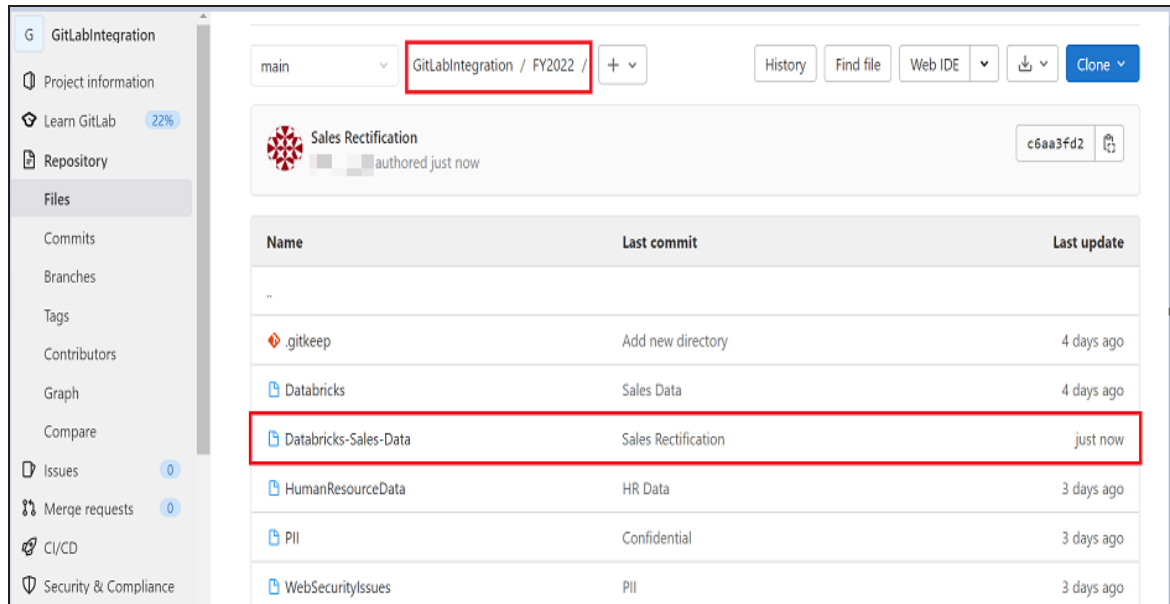 G GitLabIntegration
Project information
Learn GitLab 22%
Repository
Files
Commits
Branches
Tags
Contributors
Graph
Compare
Issues 0
Merge requests 0
CI/CD
Security & Compliance
main GitLabIntegration / FY2022 / + History Find file Web IDE Clone
Sales Rectification
authored just now
c6aa3fd2
Name Last commit Last update
..
.gitkeep Add new directory 4 days ago
Databricks Sales Data 4 days ago
Databricks-Sales-Data Sales Rectification just now
HumanResourceData HR Data 3 days ago
PII Confidential 3 days ago
WebSecurityIssues PII 3 days ago